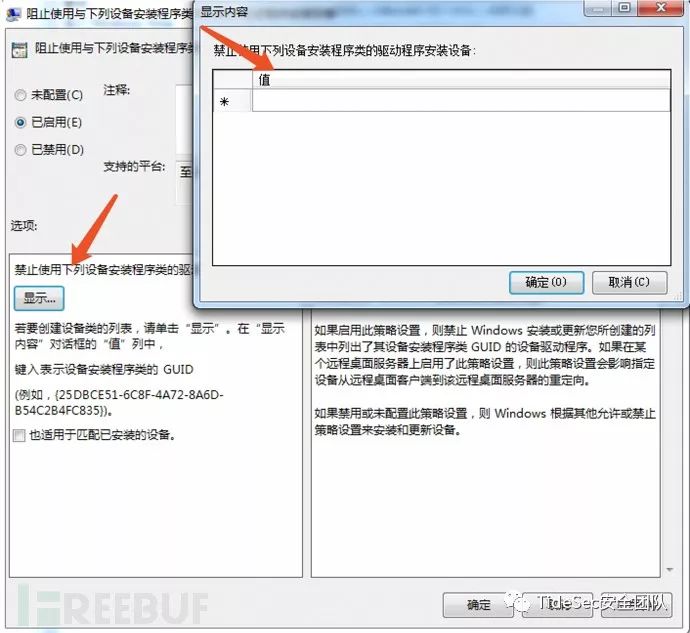 阻止使用与下列设备安装程序类
阻止使用与下列设备安装程序类
未配置(C)
注释:
已启用(E)
已禁用(D)
支持的平台:
至
选项:
禁止使用下列设备安装程序类的驱动
显示...
若要创建设备类的列表，请单击“显示”。在“显示
内容”对话框的“值”列中，
键入表示设备安装程序类的 GUID
(例如，{25DBCE51-6C8F-4A72-8A6D-
B54C2B4FC835})。
也适用于匹配已安装的设备。
显示内容
禁止使用下列设备安装程序类的驱动程序安装设备:
值
*
确定(O)
取消(C)
如果启用此策略设置，则禁止 Windows 安装或更新您所创建的列
表中列出了其设备安装程序类 GUID 的设备驱动程序。如果在某
个远程桌面服务器上启用了此策略设置，则此策略设置会影响指定
设备从远程桌面客户端到该远程桌面服务器的重定向。
如果禁用或未配置此策略设置，则 Windows 根据其他允许或禁止
策略设置来安装和更新设备。
确定
TideSec安全团队
FREEBUF